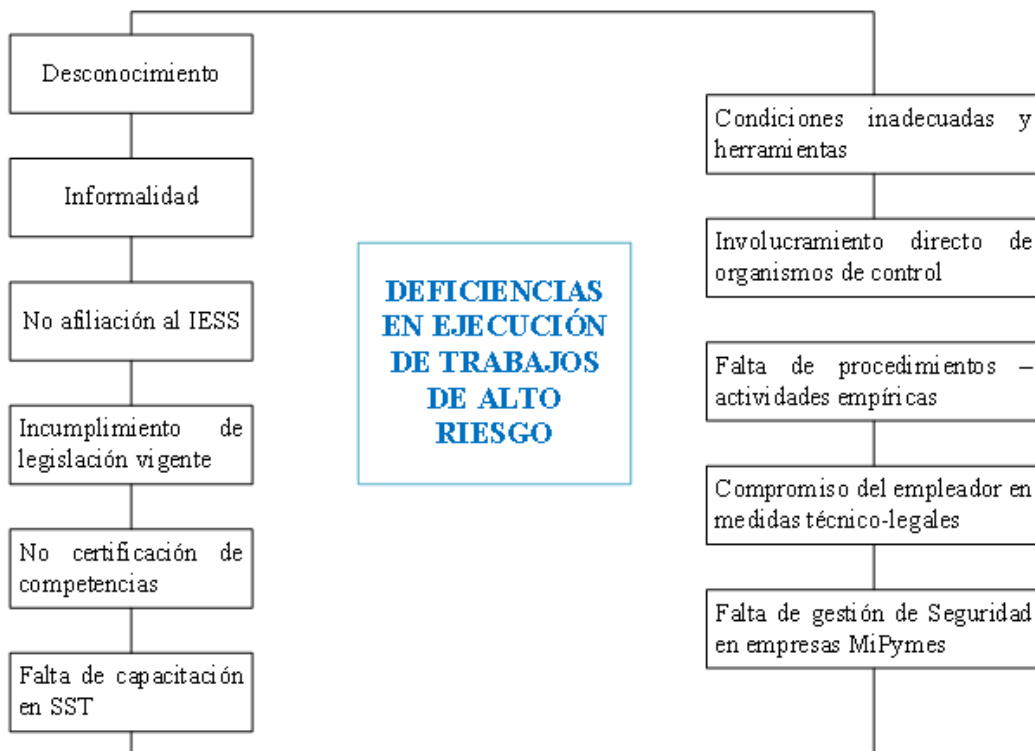 Desconocimiento
Informalidad
No afiliación al IESS
Incumplimiento de
legislación vigente
No certificación de
competencias
Falta de capacitación
en SST
DEFICIENCIAS
EN EJECUCIÓN
DE TRABAJOS
DE ALTO
RIESGO
Condiciones inadecuadas y
herramientas
Involucramiento directo de
organismos de control
Falta de procedimientos –
actividades empíricas
Compromiso del empleador en
medidas técnico-legales
Falta de gestión de Seguridad
en empresas MiPymes